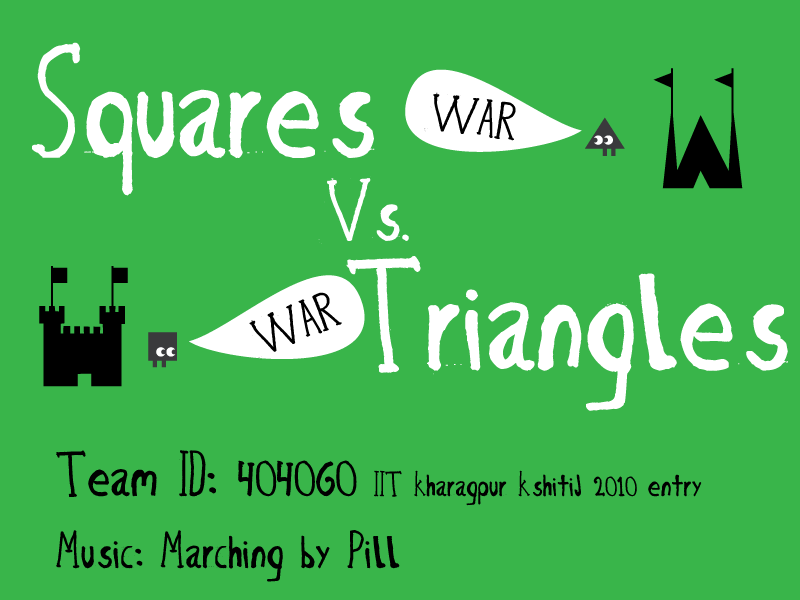 Squares
WAR
Vs.
WAR
Triangles
Team ID: 404060 IIT kharagpur kshitiJ 2010 entry
Music: Marching by Pill